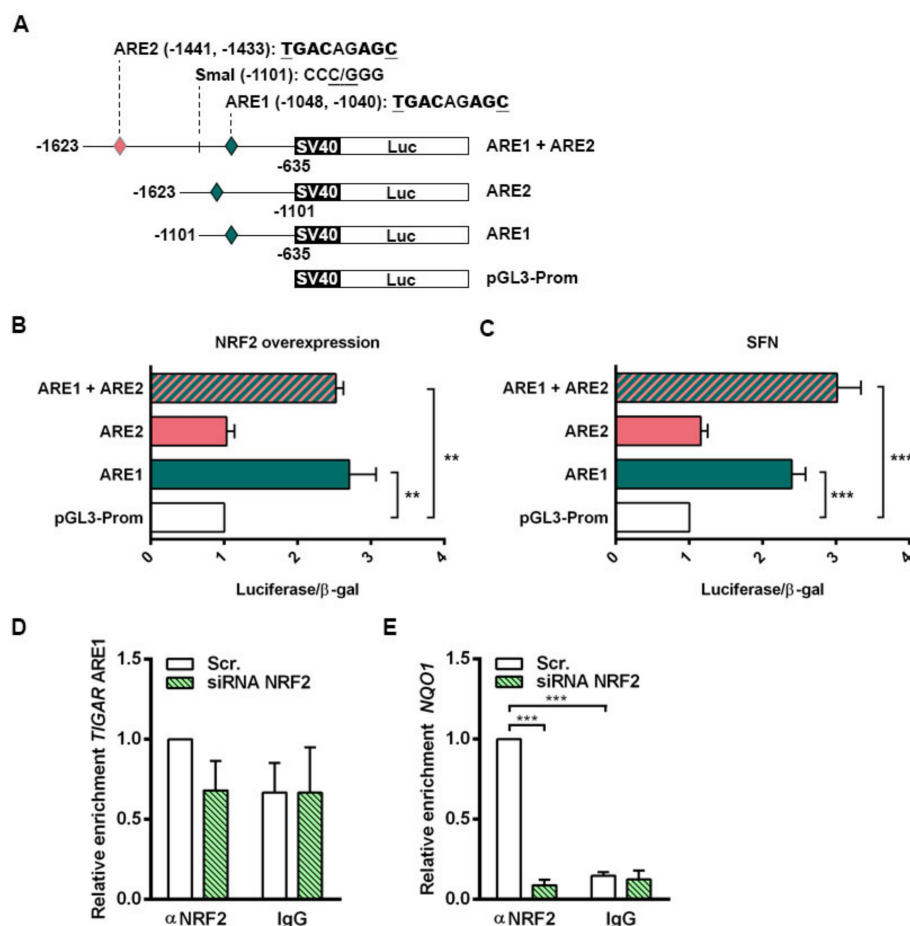 A
ARE2 (-1441, -1433): TGACAGAGC
SmaI (-1101): CCC/GGG
ARE1 (-1048, -1040): TGACAGAGC
-1623 SV40 Luc ARE1 + ARE2
-635
-1623 SV40 Luc ARE2
-1101
-1101 SV40 Luc ARE1
-635
SV40 Luc pGL3-Prom
B
NRF2 overexpression
ARE1 + ARE2
ARE2
**
ARE1
**
pGL3-Prom
0 1 2 3 4
Luciferase/β-gal
C
SFN
ARE1 + ARE2
ARE2
***
ARE1
***
pGL3-Prom
0 1 2 3 4
Luciferase/β-gal
D
Relative enrichment TIGAR ARE1
1.5
1.0
0.5
0.0
Scr.
siRNA NRF2
αNRF2 IgG
E
Relative enrichment NQO1
1.5
1.0
0.5
0.0
Scr.
siRNA NRF2
***
***
αNRF2 IgG